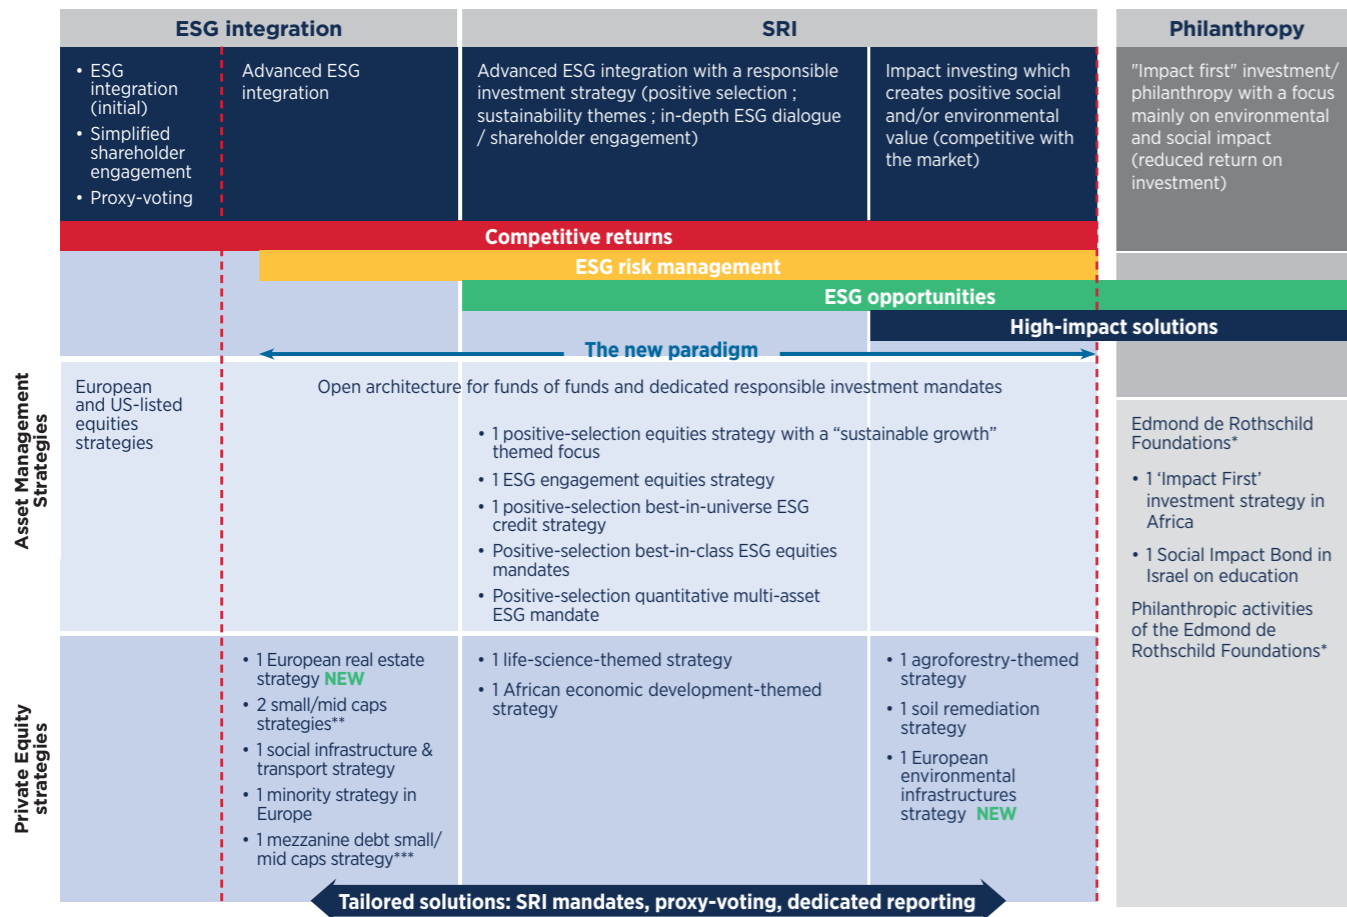 ESG integration
SRI
Philanthropy
• ESG
integration
(initial)
• Simplified
shareholder
engagement
• Proxy-voting
Advanced ESG
integration
Advanced ESG integration with a responsible
investment strategy (positive selection ;
sustainability themes ; in-depth ESG dialogue
/ shareholder engagement)
Impact investing which
creates positive social
and/or environmental
value (competitive with
the market)
"Impact first" investment/
philanthropy with a focus
mainly on environmental
and social impact
(reduced return on
investment)
Competitive returns
ESG risk management
ESG opportunities
High-impact solutions
The new paradigm
Asset Management
Strategies
European
and US-listed
equities
strategies
Open architecture for funds of funds and dedicated responsible investment mandates
• 1 positive-selection equities strategy with a “sustainable growth”
themed focus
• 1 ESG engagement equities strategy
• 1 positive-selection best-in-universe ESG
credit strategy
• Positive-selection best-in-class ESG equities
mandates
• Positive-selection quantitative multi-asset
ESG mandate
Edmond de Rothschild
Foundations*
• 1 ‘Impact First’
investment strategy in
Africa
• 1 Social Impact Bond in
Israel on education
Philanthropic activities
of the Edmond de
Rothschild Foundations*
Private Equity
strategies
• 1 European real estate
strategy NEW
• 2 small/mid caps
strategies**
• 1 social infrastructure &
transport strategy
• 1 minority strategy in
Europe
• 1 mezzanine debt small/
mid caps strategy***
• 1 life-science-themed strategy
• 1 African economic development-themed
strategy
• 1 agroforestry-themed
strategy
• 1 soil remediation
strategy
• 1 European
environmental
infrastructures
strategy NEW
Tailored solutions: SRI mandates, proxy-voting, dedicated reporting